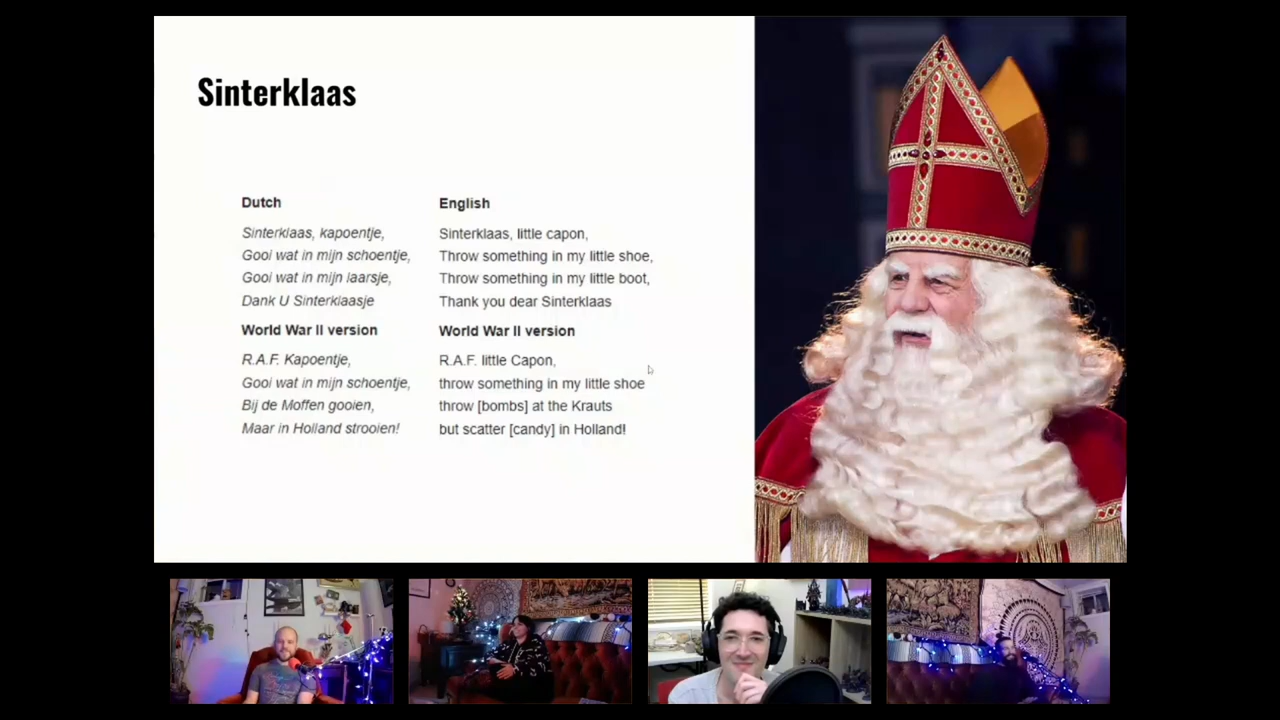 Sinterklaas
Dutch
Sinterklaas, kapoentje,
Gooi wat in mijn schoentje,
Gooi wat in mijn laarsje,
Dank U Sinterklaasje
World War II version
R.A.F. Kapoentje,
Gooi wat in mijn schoentje,
Bij de Moffen gooien,
Maar in Holland strooien!
English
Sinterklaas, little capon,
Throw something in my little shoe,
Throw something in my little boot,
Thank you dear Sinterklaas
World War II version
R.A.F. little Capon,
throw something in my little shoe
throw [bombs] at the Krauts
but scatter [candy] in Holland!